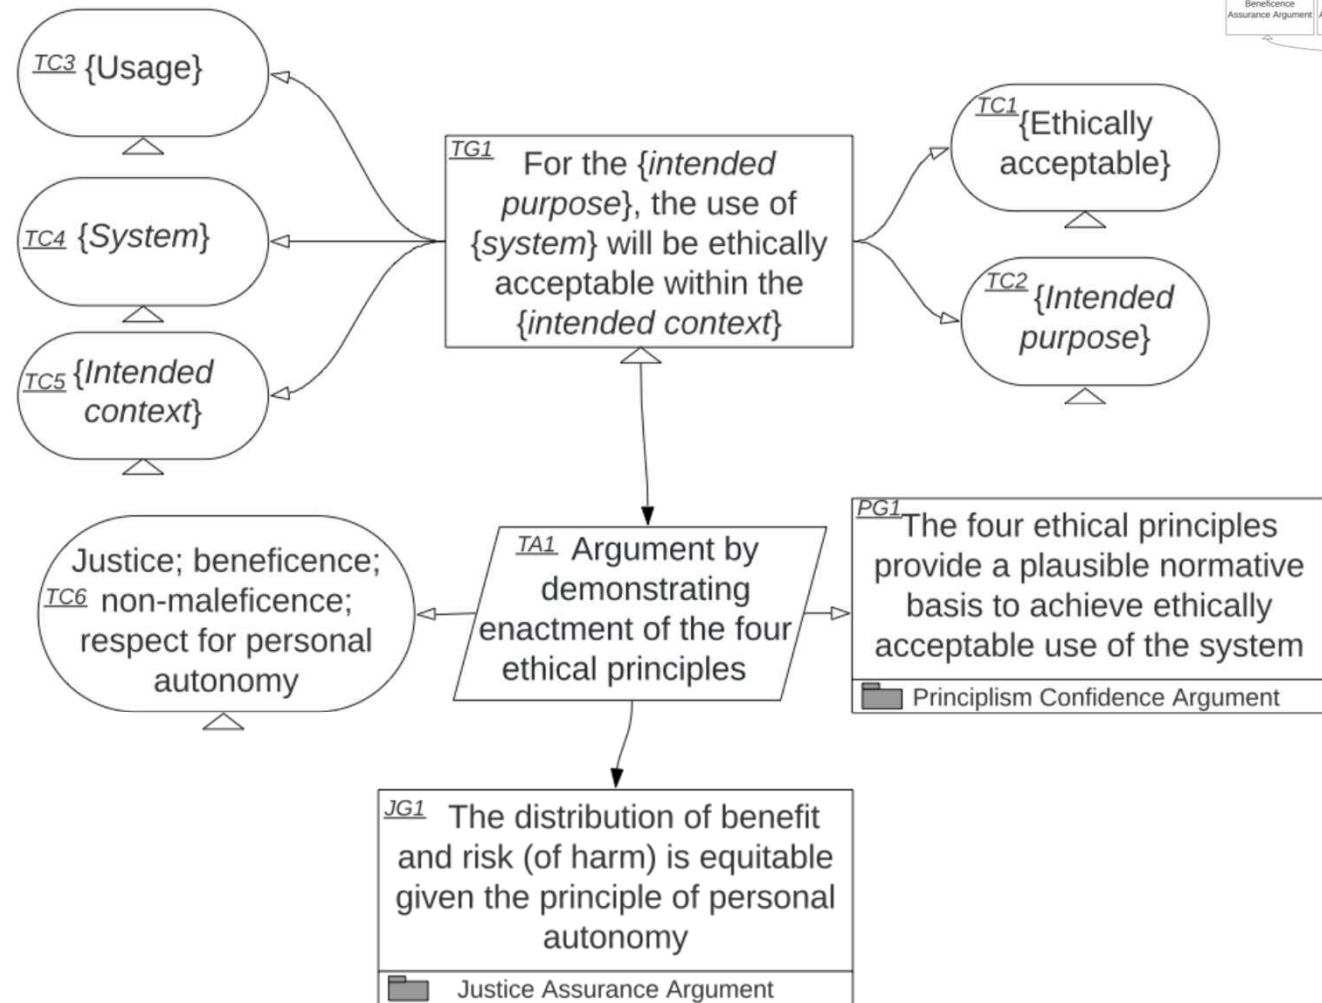 Beneficence
Assurance Argument
TC3 {Usage}
TC4 {System}
TC5 {Intended
context}
TG1 For the {intended
purpose}, the use of
{system} will be ethically
acceptable within the
{intended context}
TC1 {Ethically
acceptable}
TC2 {Intended
purpose}
Justice; beneficence;
TC6 non-maleficence;
respect for personal
autonomy
TA1 Argument by
demonstrating
enactment of the four
ethical principles
PG1 The four ethical principles
provide a plausible normative
basis to achieve ethically
acceptable use of the system
Principlism Confidence Argument
JG1 The distribution of benefit
and risk (of harm) is equitable
given the principle of personal
autonomy
Justice Assurance Argument